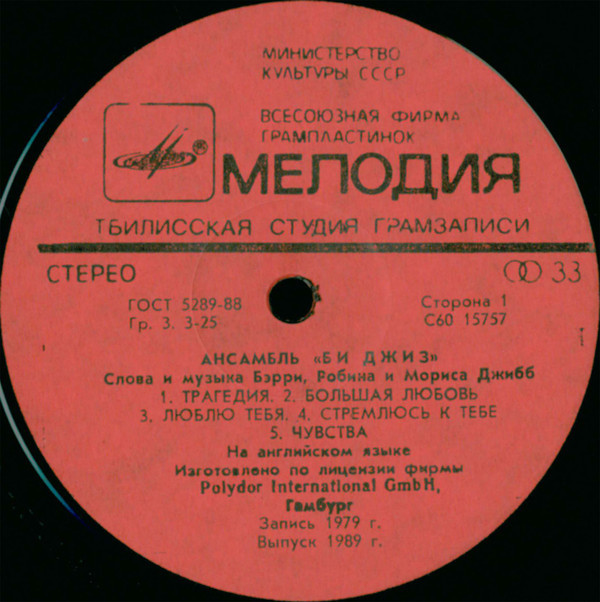 МИНИСТЕРСТВО
КУЛЬТУРЫ СССР
ВСЕСОЮЗНАЯ ФИРМА
ГРАМПЛАСТИНОК
®
МЕЛОДИЯ
ТБИЛИССКАЯ СТУДИЯ ГРАМЗАПИСИ
СТЕРЕО
33
ГОСТ 5289-88
Гр. 3. 3-25
Сторона 1
С60 15757
АНСАМБЛЬ «БИ ДЖИЗ»
Слова и музыка Бэрри, Робина и Мориса Джибб
1. ТРАГЕДИЯ. 2. БОЛЬШАЯ ЛЮБОВЬ
3. ЛЮБЛЮ ТЕБЯ. 4. СТРЕМЛЮСЬ К ТЕБЕ
5. ЧУВСТВА
На английском языке
Изготовлено по лицензии фирмы
Polydor International GmbH,
Гамбург
Запись 1979 г.
Выпуск 1989 г.